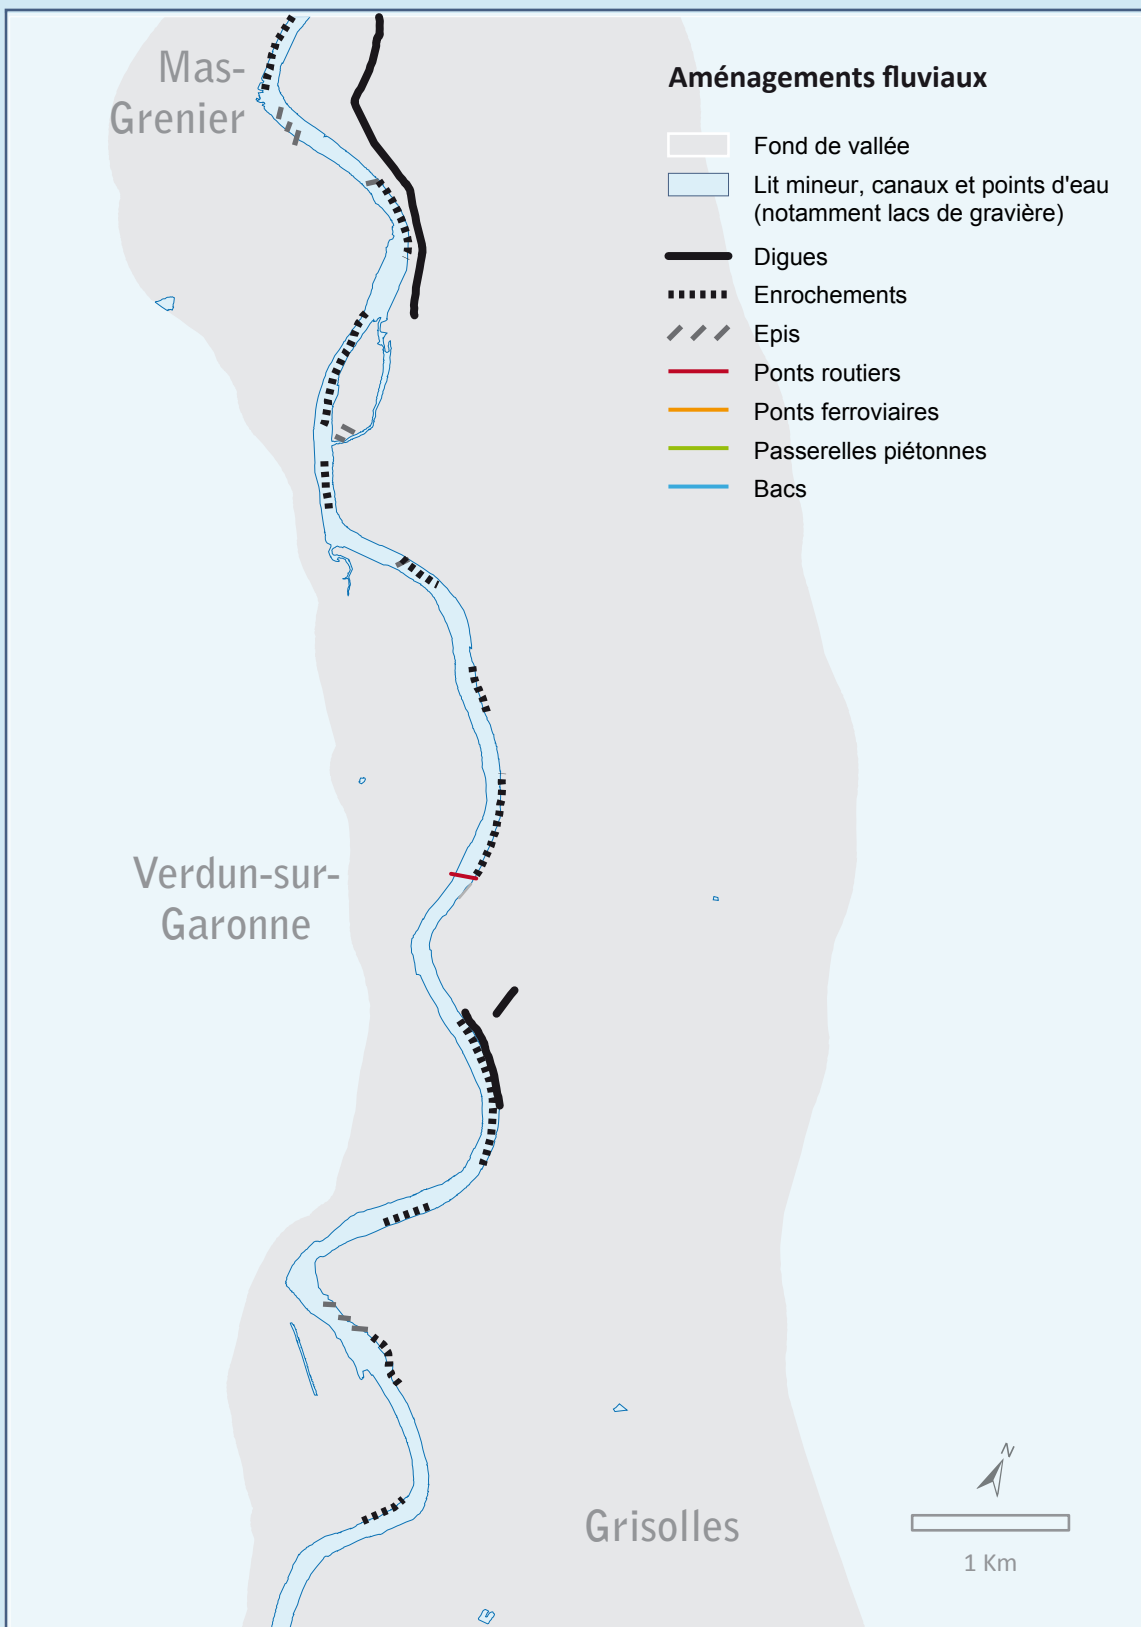 Mas-
Grenier
Aménagements fluviaux
Fond de vallée
Lit mineur, canaux et points d'eau
(notamment lacs de gravière)
Digues
Enrochements
Epis
Ponts routiers
Ponts ferroviaires
Passerelles piétonnes
Bacs
Verdun-sur-
Garonne
Grisolles
N
1 Km